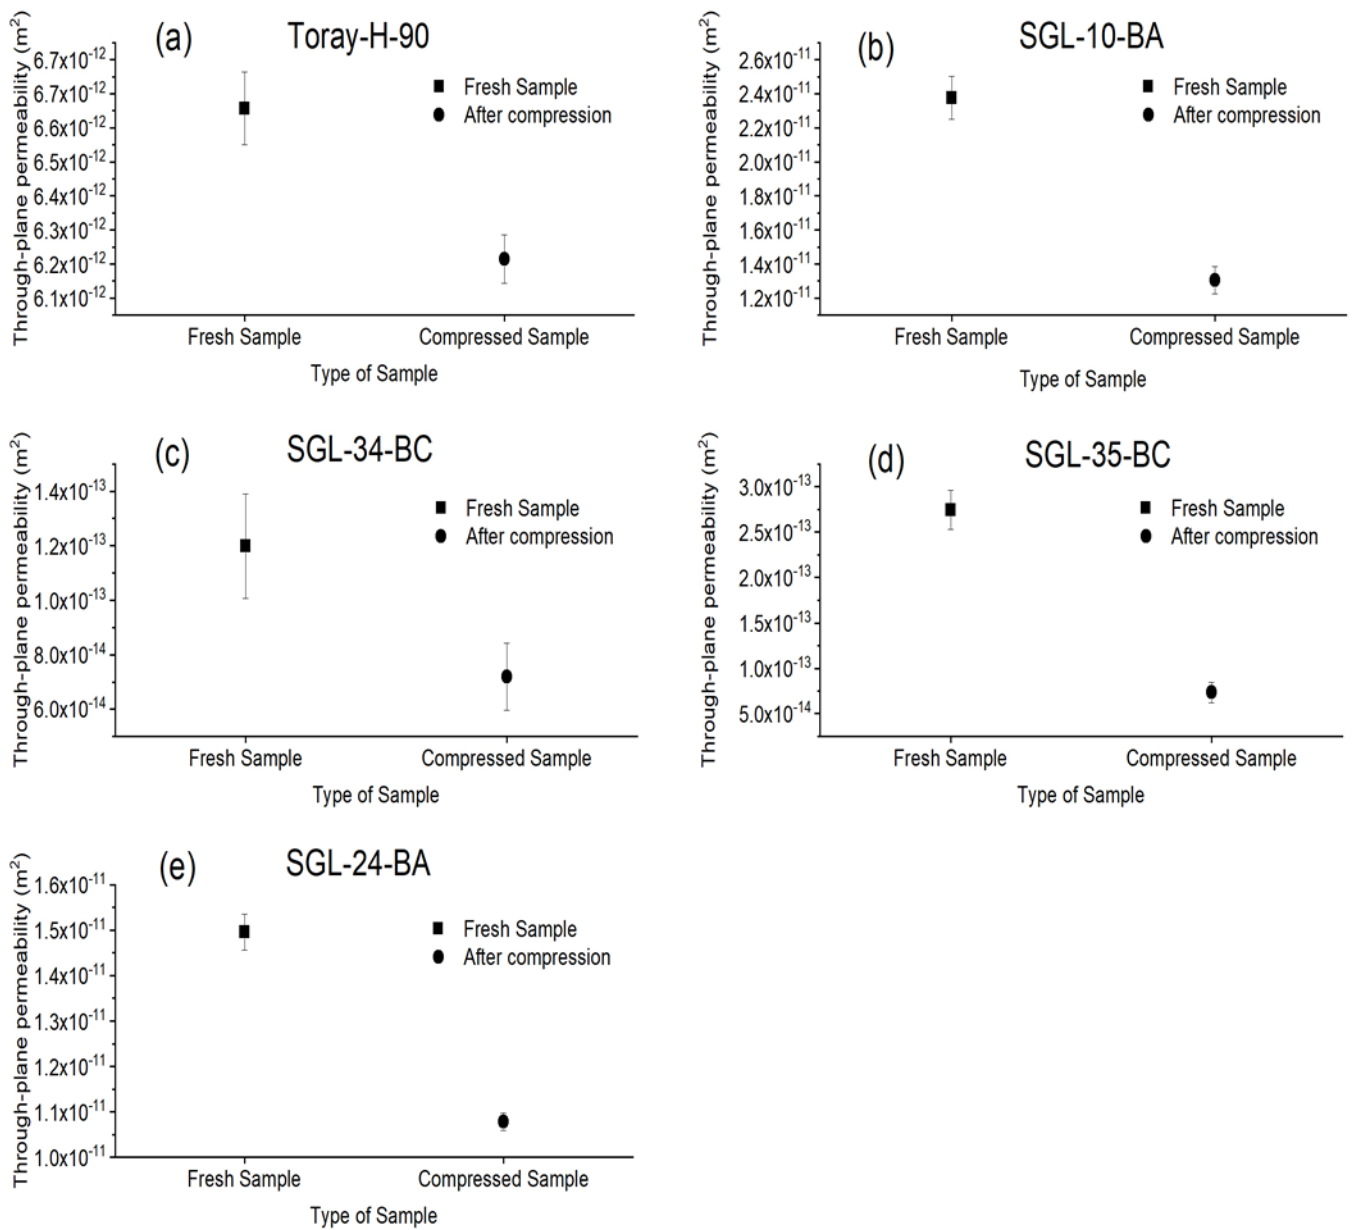 (a) Toray-H-90
Through-plane permeability (m²)
6.7x10⁻¹²
6.7x10⁻¹²
6.6x10⁻¹²
6.5x10⁻¹²
6.4x10⁻¹²
6.3x10⁻¹²
6.2x10⁻¹²
6.1x10⁻¹²
Fresh Sample
After compression
Fresh Sample Compressed Sample
Type of Sample
(b) SGL-10-BA
Through-plane permeability (m²)
2.6x10⁻¹¹
2.4x10⁻¹¹
2.2x10⁻¹¹
2.0x10⁻¹¹
1.8x10⁻¹¹
1.6x10⁻¹¹
1.4x10⁻¹¹
1.2x10⁻¹¹
Fresh Sample
After compression
Fresh Sample Compressed Sample
Type of Sample
(c) SGL-34-BC
Through-plane permeability (m²)
1.4x10⁻¹³
1.2x10⁻¹³
1.0x10⁻¹³
8.0x10⁻¹⁴
6.0x10⁻¹⁴
Fresh Sample
After compression
Fresh Sample Compressed Sample
Type of Sample
(d) SGL-35-BC
Through-plane permeability (m²)
3.0x10⁻¹³
2.5x10⁻¹³
2.0x10⁻¹³
1.5x10⁻¹³
1.0x10⁻¹³
5.0x10⁻¹⁴
Fresh Sample
After compression
Fresh Sample Compressed Sample
Type of Sample
(e) SGL-24-BA
Through-plane permeability (m²)
1.6x10⁻¹¹
1.5x10⁻¹¹
1.4x10⁻¹¹
1.3x10⁻¹¹
1.2x10⁻¹¹
1.1x10⁻¹¹
1.0x10⁻¹¹
Fresh Sample
After compression
Fresh Sample Compressed Sample
Type of Sample